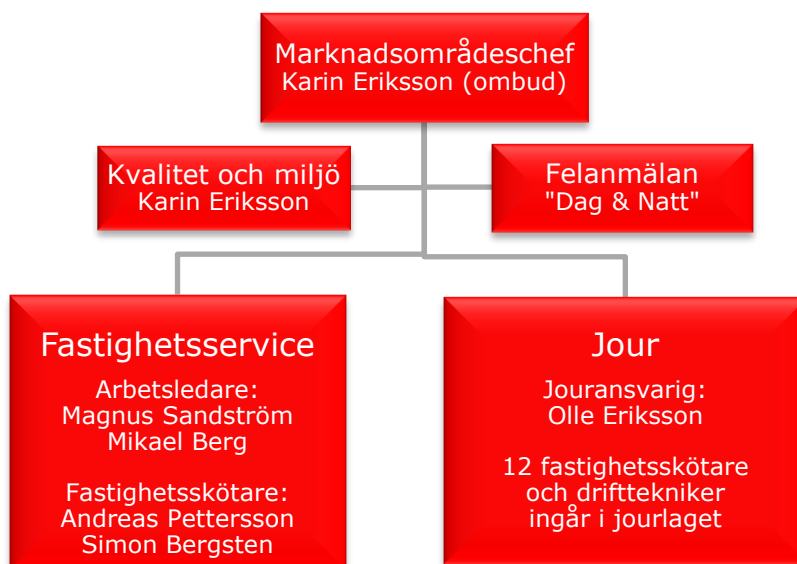 Marknadsområdeschef
Karin Eriksson (ombud)
Kvalitet och miljö
Karin Eriksson
Felanmälan
"Dag & Natt"
Fastighetsservice
Arbetsledare:
Magnus Sandström
Mikael Berg
Fastighetsskötare:
Andreas Pettersson
Simon Bergsten
Jour
Jouransvarig:
Olle Eriksson
12 fastighetsskötare
och drifttekniker
ingår i jourlaget